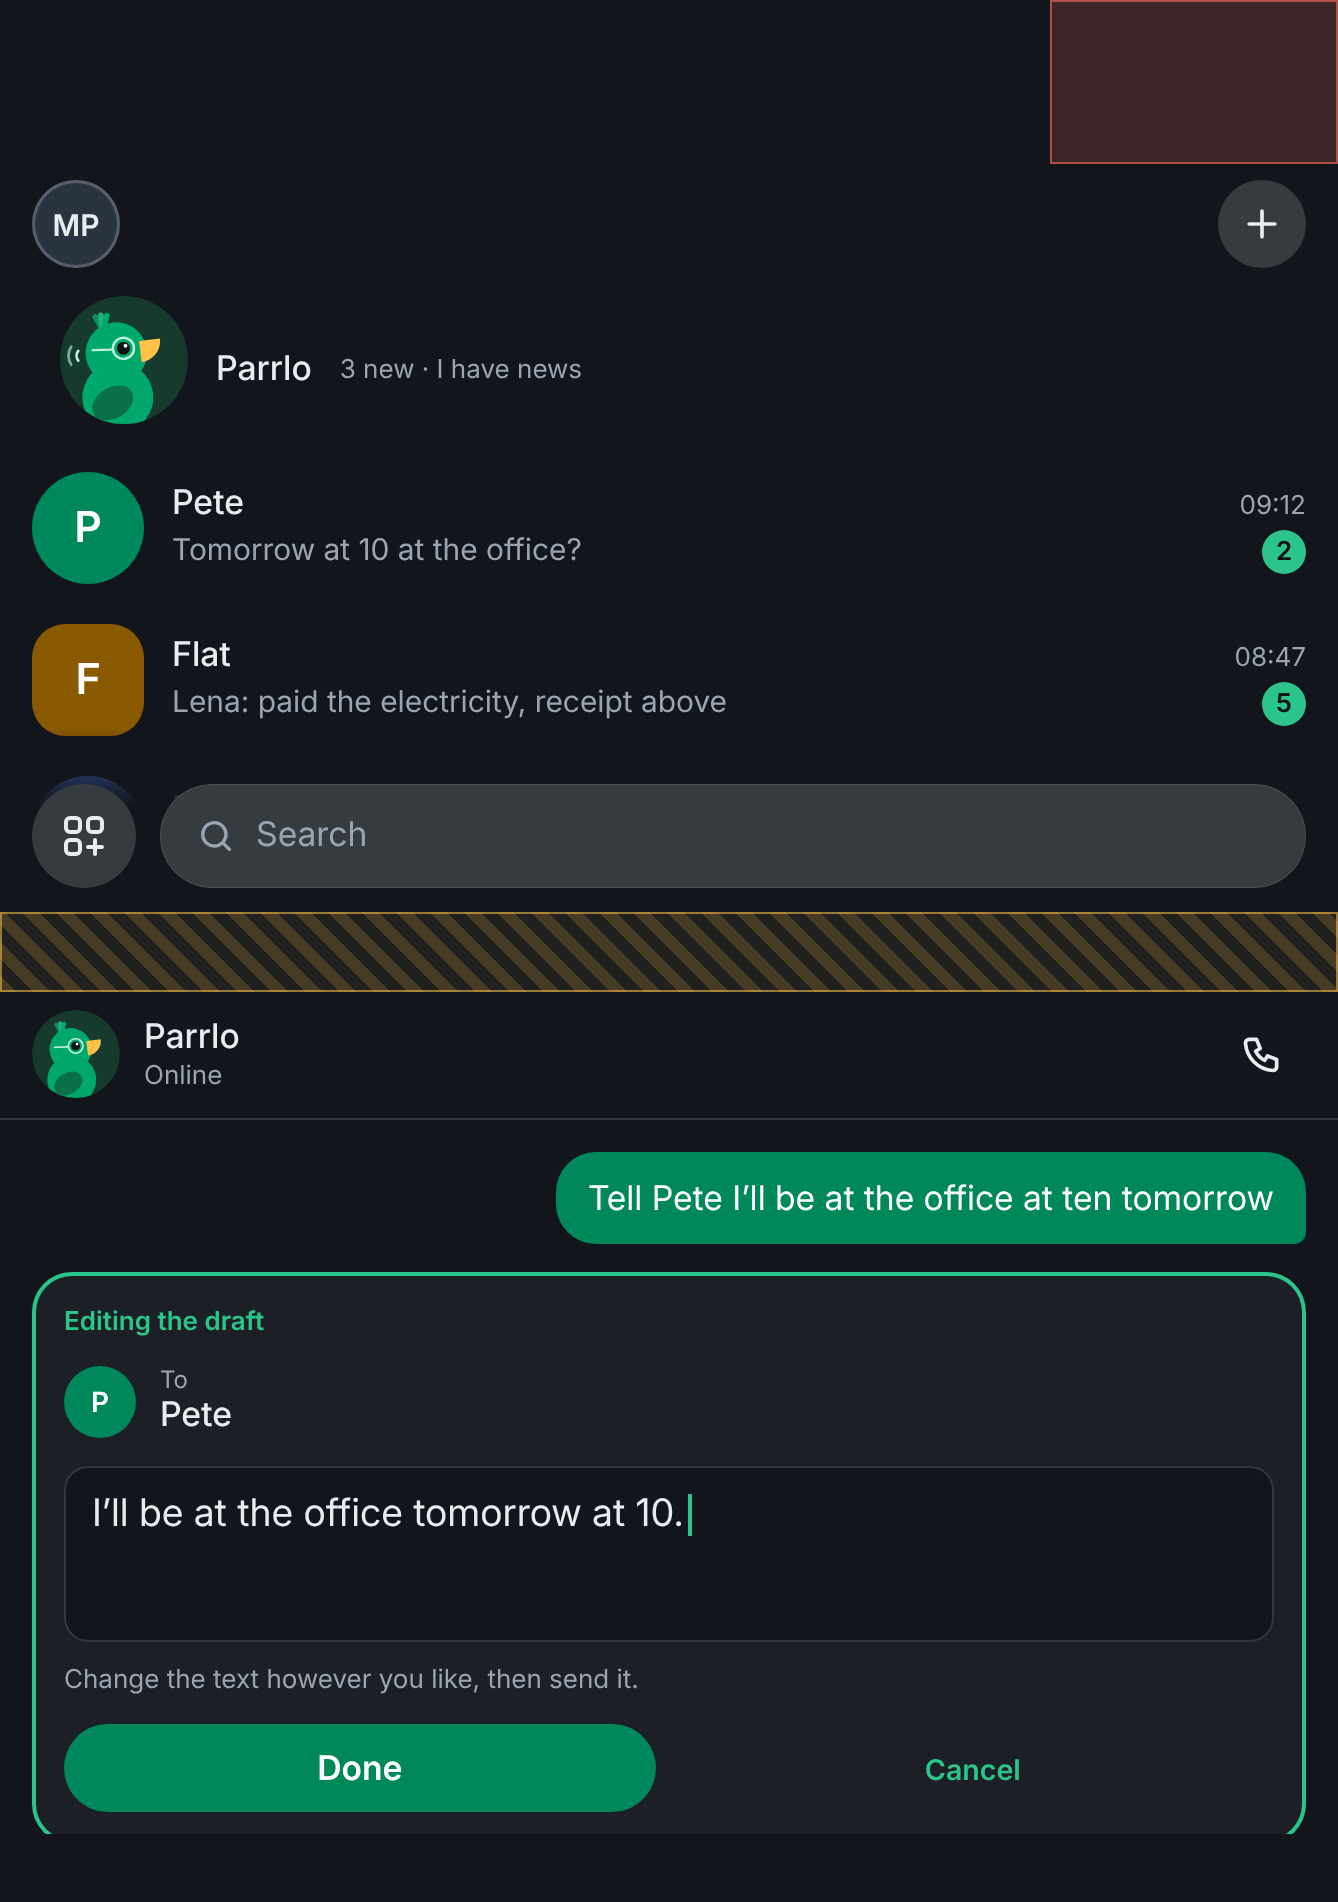 MP
Parrlo 3 new · I have news
P
Pete
09:12
Tomorrow at 10 at the office?
2
F
Flat
08:47
Lena: paid the electricity, receipt above
5
Search
Parrlo
Online
Tell Pete I’ll be at the office at ten tomorrow
Editing the draft
P
To
Pete
I’ll be at the office tomorrow at 10.
Change the text however you like, then send it.
Done
Cancel